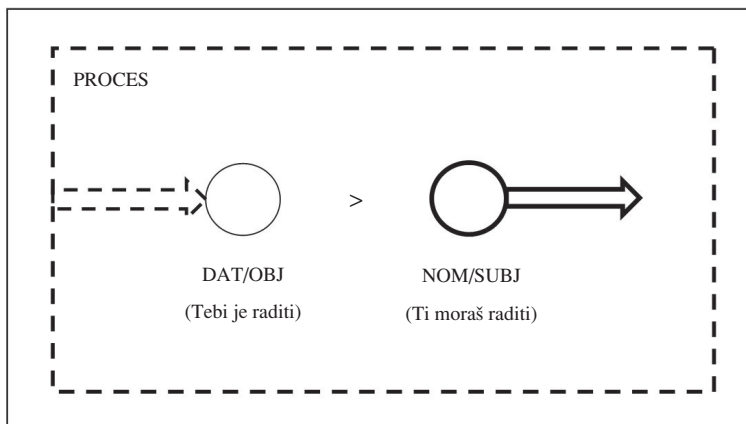 PROCES
>
DAT/OBJ NOM/SUBJ
(Tebi je raditi) (Ti moraš raditi)